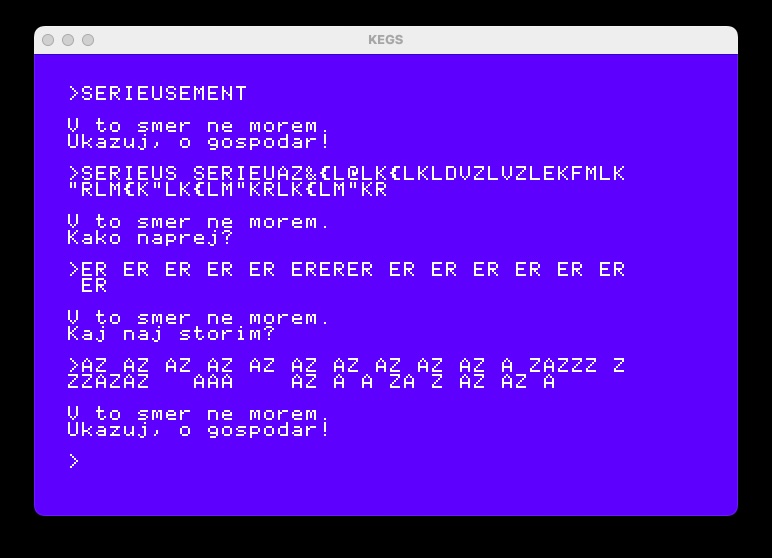 KEGS
>SERIEUSEMENT
V to smer ne morem.
Ukazuj, o gospodar!
>SERIEUS SERIEUAZ&{L@LK{LKLDVZLVZLEKFMLK
"RLM{K"LK{LM"KRLK{LM"KR
V to smer ne morem.
Kako naprej?
>ER ER ER ER ER ERERER ER ER ER ER ER ER
 ER
V to smer ne morem.
Kaj naj storim?
>AZ AZ AZ AZ AZ AZ AZ AZ AZ AZ A ZAZZZ Z
ZZAZAZ   AAA    AZ A A ZA Z AZ AZ A
V to smer ne morem.
Ukazuj, o gospodar!
>